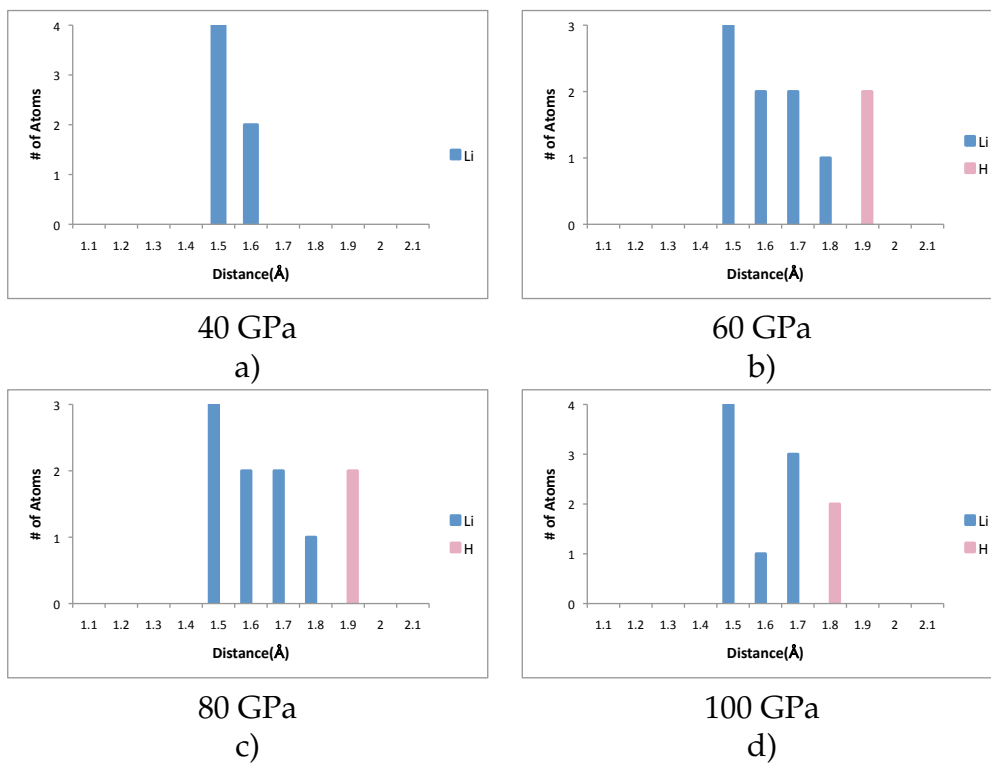 4
3
2
1
0
# of Atoms
1.1 1.2 1.3 1.4 1.5 1.6 1.7 1.8 1.9 2 2.1
Distance(Å)
Li
40 GPa
a)
3
2
1
0
# of Atoms
1.1 1.2 1.3 1.4 1.5 1.6 1.7 1.8 1.9 2 2.1
Distance(Å)
Li
H
60 GPa
b)
3
2
1
0
# of Atoms
1.1 1.2 1.3 1.4 1.5 1.6 1.7 1.8 1.9 2 2.1
Distance(Å)
Li
H
80 GPa
c)
4
3
2
1
0
# of Atoms
1.1 1.2 1.3 1.4 1.5 1.6 1.7 1.8 1.9 2 2.1
Distance(Å)
Li
H
100 GPa
d)